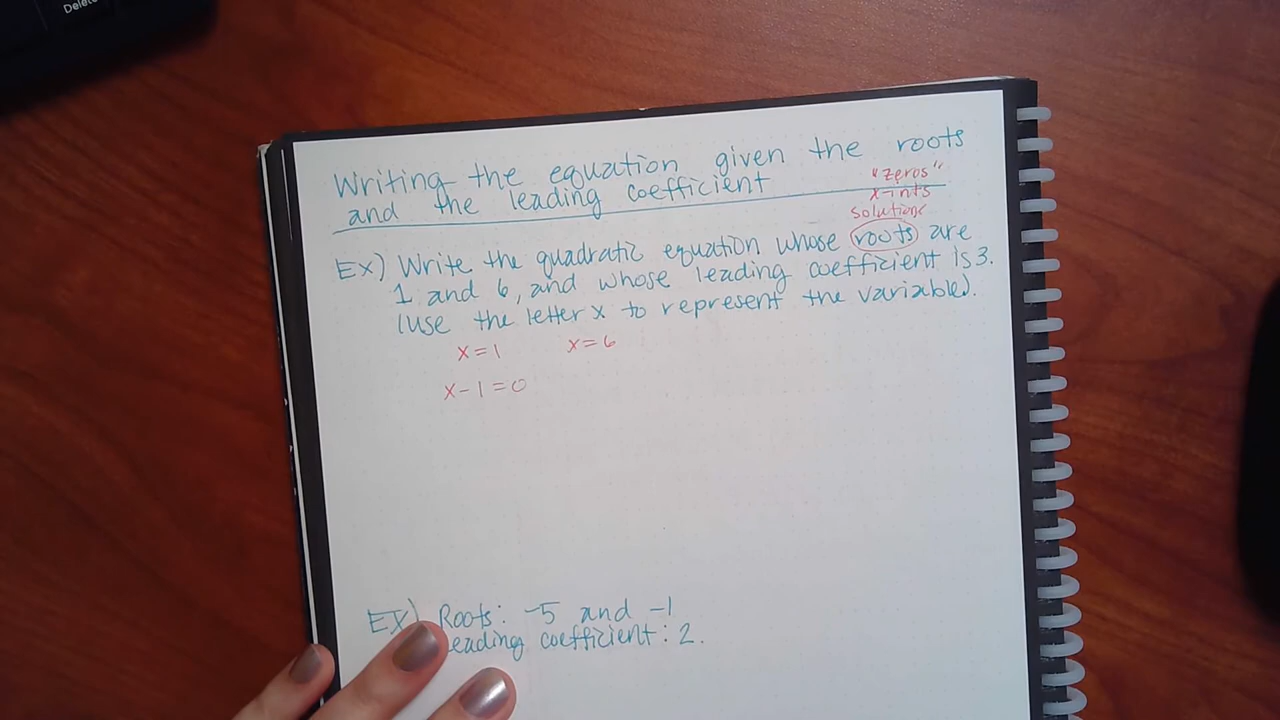 Delete
Writing the equation given the roots
and the leading coefficient
"zeros"
x-ints
solutions
Ex) Write the quadratic equation whose roots are
1 and 6, and whose leading coefficient is 3.
(use the letter x to represent the variable).
x=1 x=6
x-1=0
Ex) Roots: -5 and -1
eading coefficient: 2.